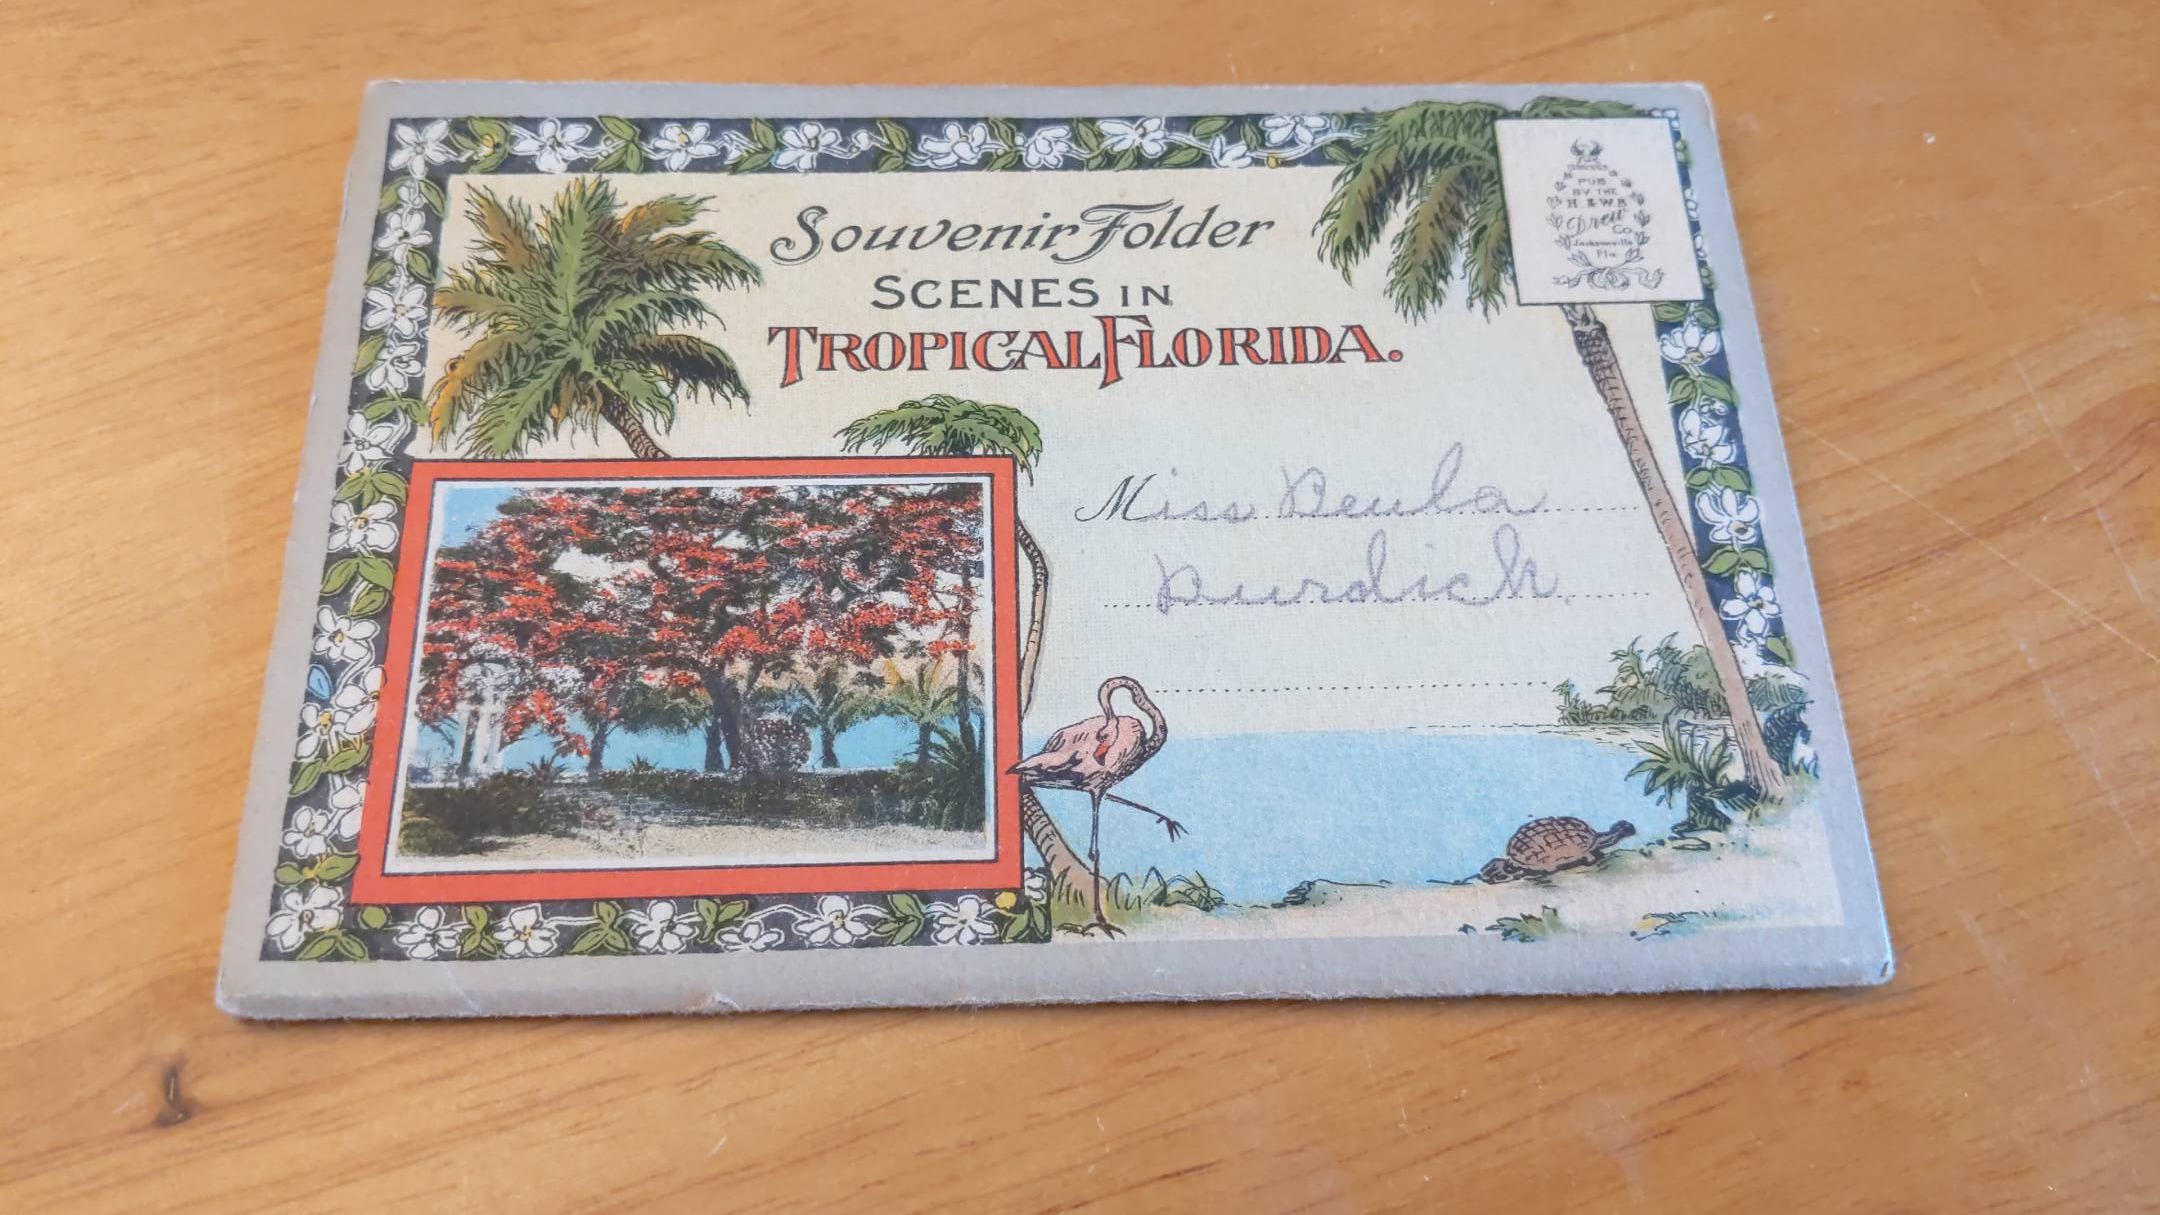 Souvenir Folder
SCENES IN
TROPICAL FLORIDA.
PUB.
BY THE
H. & W. B.
Drew
Co.
Jacksonville
Fla
Miss Beula
Burdick.